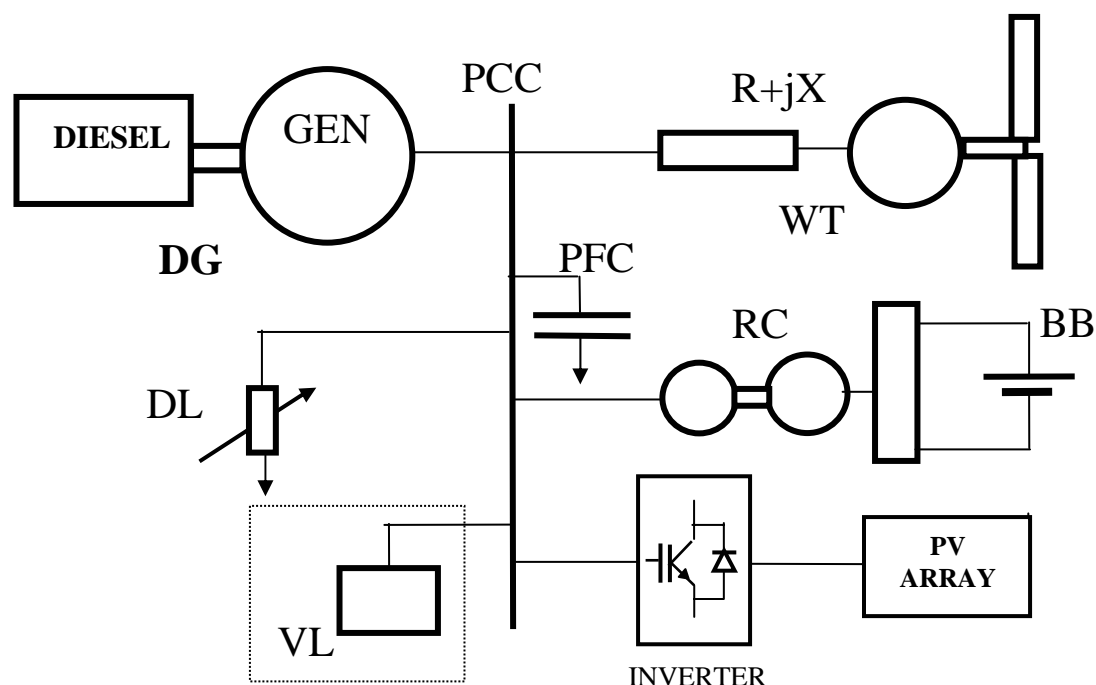 PCC
R+jX
DIESEL
GEN
WT
DG
PFC
RC
BB
DL
PV
ARRAY
VL
INVERTER